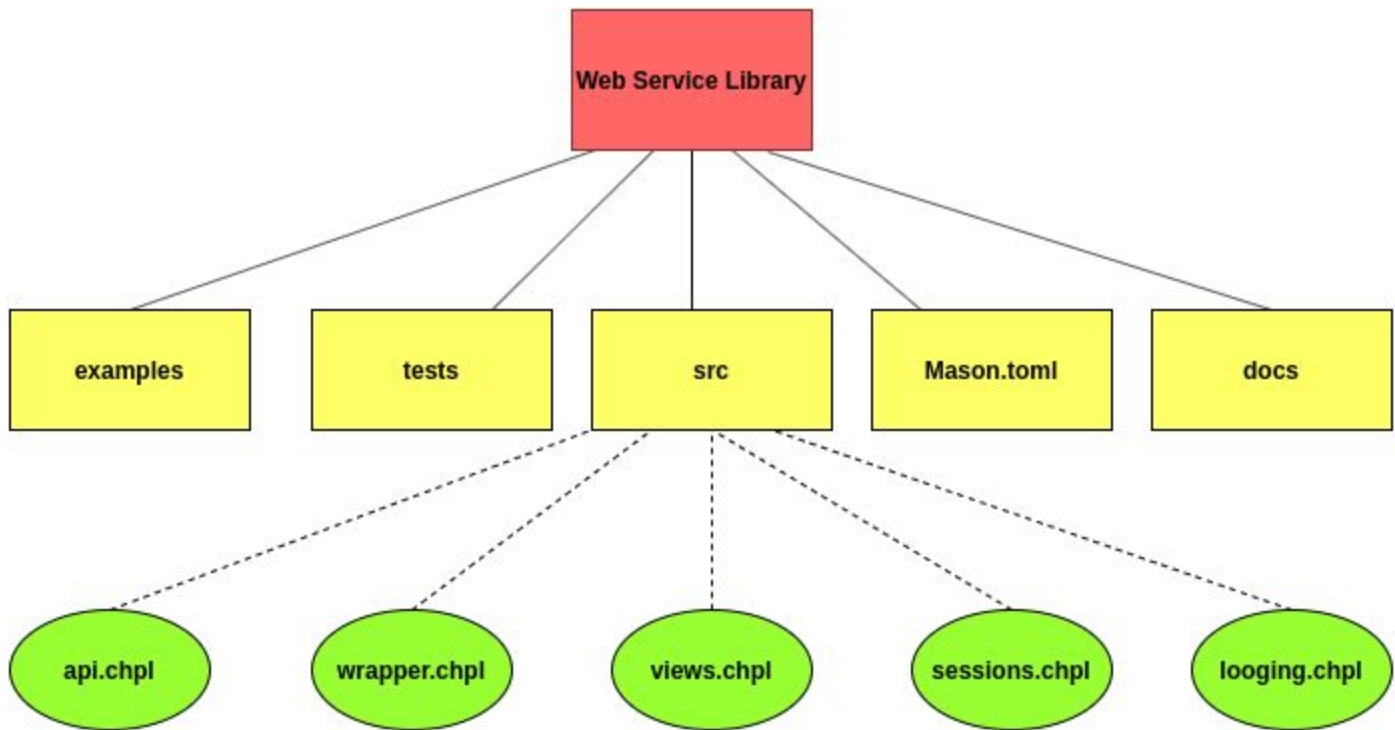 Web Service Library
examples
tests
src
Mason.toml
docs
api.chpl
wrapper.chpl
views.chpl
sessions.chpl
looging.chpl